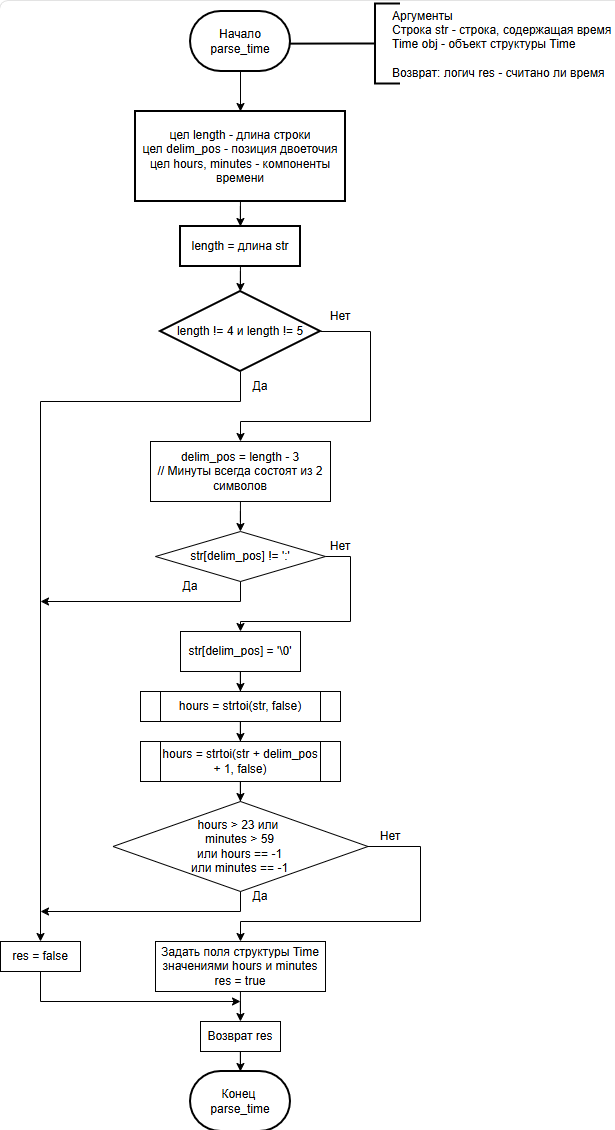 Начало
parse_time
Аргументы
Строка str - строка, содержащая время
Time obj - объект структуры Time
Возврат: логич res - считано ли время
цел length - длина строки
цел delim_pos - позиция двоеточия
цел hours, minutes - компоненты
времени
length = длина str
length != 4 и length != 5
Нет
Да
delim_pos = length - 3
// Минуты всегда состоят из 2
символов
str[delim_pos] != ':'
Нет
Да
str[delim_pos] = '\0'
hours = strtoi(str, false)
hours = strtoi(str + delim_pos
+ 1, false)
hours > 23 или
minutes > 59
или hours == -1
или minutes == -1
Нет
Да
res = false
Задать поля структуры Time
значениями hours и minutes
res = true
Возврат res
Конец
parse_time